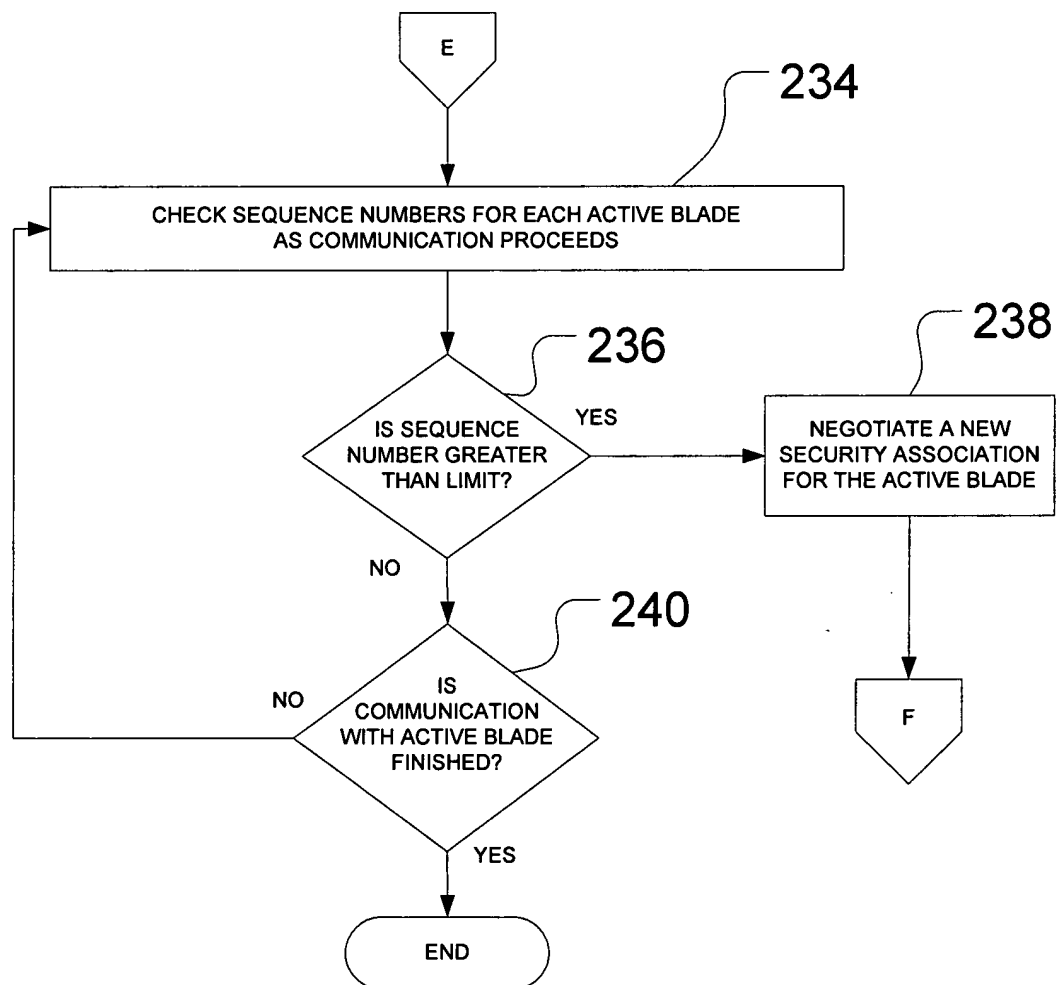 E
234
CHECK SEQUENCE NUMBERS FOR EACH ACTIVE BLADE
AS COMMUNICATION PROCEEDS
236
IS SEQUENCE
NUMBER GREATER
THAN LIMIT?
YES
238
NEGOTIATE A NEW
SECURITY ASSOCIATION
FOR THE ACTIVE BLADE
NO
240
IS
COMMUNICATION
WITH ACTIVE BLADE
FINISHED?
NO
F
YES
END